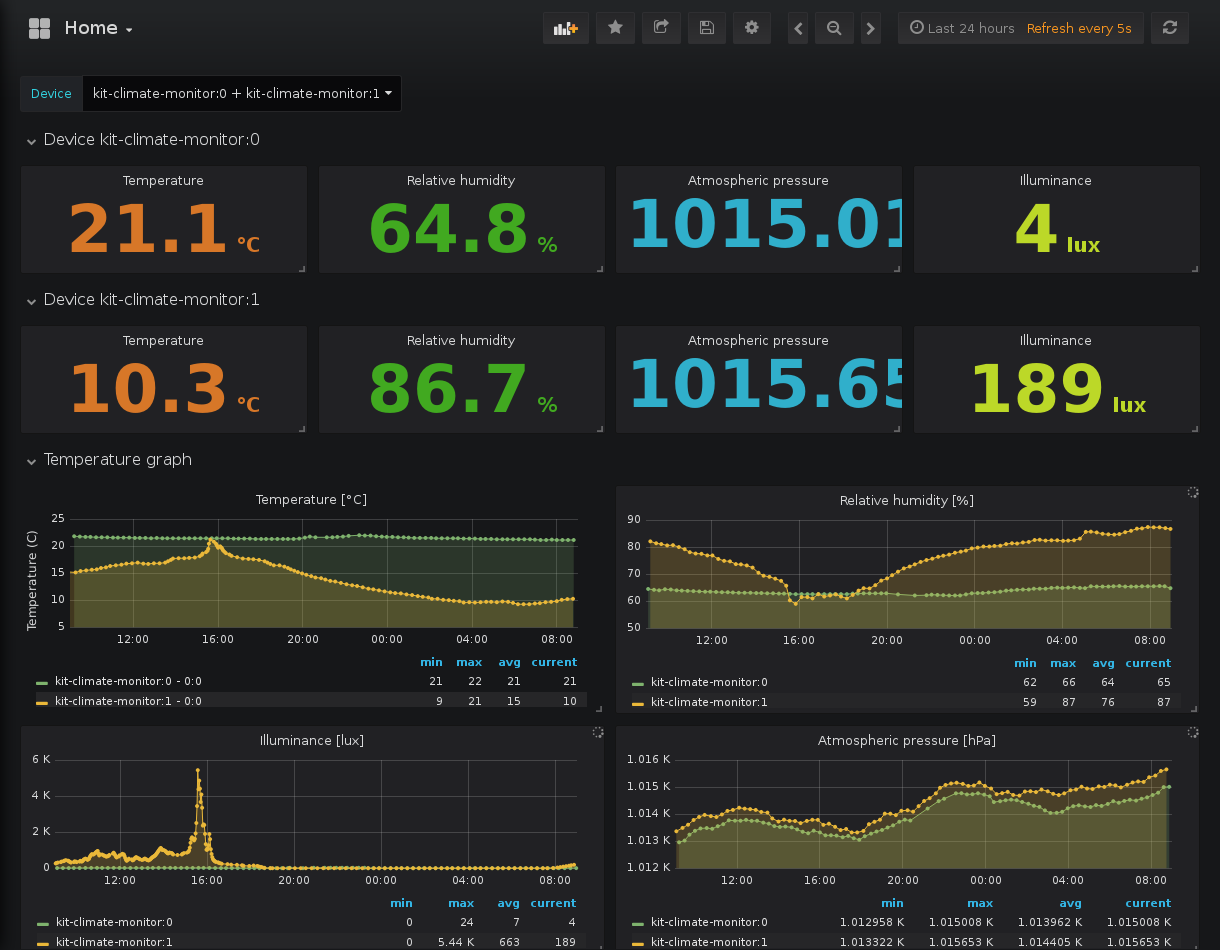 Home
Last 24 hours Refresh every 5s
Device kit-climate-monitor:0 + kit-climate-monitor:1
Device kit-climate-monitor:0
Temperature Relative humidity Atmospheric pressure Illuminance
21.1 °C 64.8 % 1015.01 4 lux
Device kit-climate-monitor:1
Temperature Relative humidity Atmospheric pressure Illuminance
10.3 °C 86.7 % 1015.65 189 lux
Temperature graph
Temperature [°C]
Temperature (C)
25
20
15
10
5
12:00 16:00 20:00 00:00 04:00 08:00
min max avg current
kit-climate-monitor:0 - 0:0 21 22 21 21
kit-climate-monitor:1 - 0:0 9 21 15 10
Relative humidity [%]
90
80
70
60
50
12:00 16:00 20:00 00:00 04:00 08:00
min max avg current
kit-climate-monitor:0 62 66 64 65
kit-climate-monitor:1 59 87 76 87
Illuminance [lux]
6 K
4 K
2 K
0
12:00 16:00 20:00 00:00 04:00 08:00
min max avg current
kit-climate-monitor:0 0 24 7 4
kit-climate-monitor:1 0 5.44 K 663 189
Atmospheric pressure [hPa]
1.016 K
1.015 K
1.014 K
1.013 K
1.012 K
12:00 16:00 20:00 00:00 04:00 08:00
min max avg current
kit-climate-monitor:0 1.012958 K 1.015008 K 1.013962 K 1.015008 K
kit-climate-monitor:1 1.013322 K 1.015653 K 1.014405 K 1.015653 K